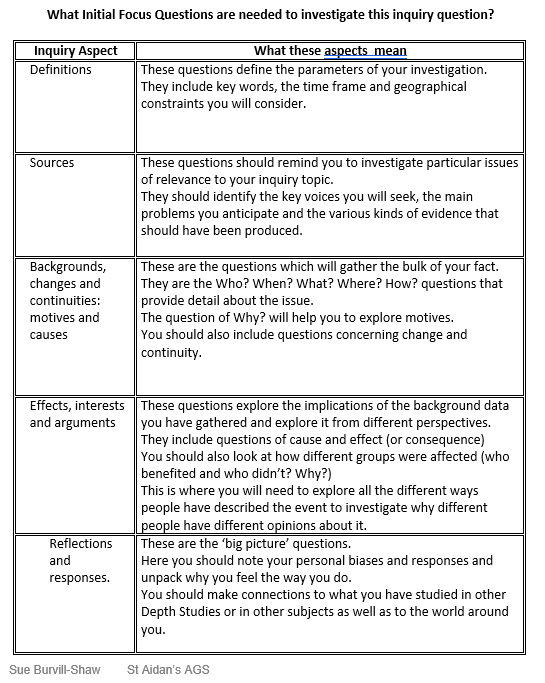 What Initial Focus Questions are needed to investigate this inquiry question?
Inquiry Aspect
What these aspects mean
Definitions
These questions define the parameters of your investigation.
They include key words, the time frame and geographical
constraints you will consider.
Sources
These questions should remind you to investigate particular issues
of relevance to your inquiry topic.
They should identify the key voices you will seek, the main
problems you anticipate and the various kinds of evidence that
should have been produced.
Backgrounds,
changes and
continuities:
motives and
causes
These are the questions which will gather the bulk of your fact.
They are the Who? When? What? Where? How? questions that
provide detail about the issue.
The question of Why? will help you to explore motives.
You should also include questions concerning change and
continuity.
Effects, interests
and arguments
These questions explore the implications of the background data
you have gathered and explore it from different perspectives.
They include questions of cause and effect (or consequence)
You should also look at how different groups were affected (who
benefited and who didn't? Why?)
This is where you will need to explore all the different ways
people have described the event to investigate why different
people have different opinions about it.
Reflections
and
responses.
These are the 'big picture' questions.
Here you should note your personal biases and responses and
unpack why you feel the way you do.
You should make connections to what you have studied in other
Depth Studies or in other subjects as well as to the world around
you.
Sue Burvill-Shaw St Aidan's AGS